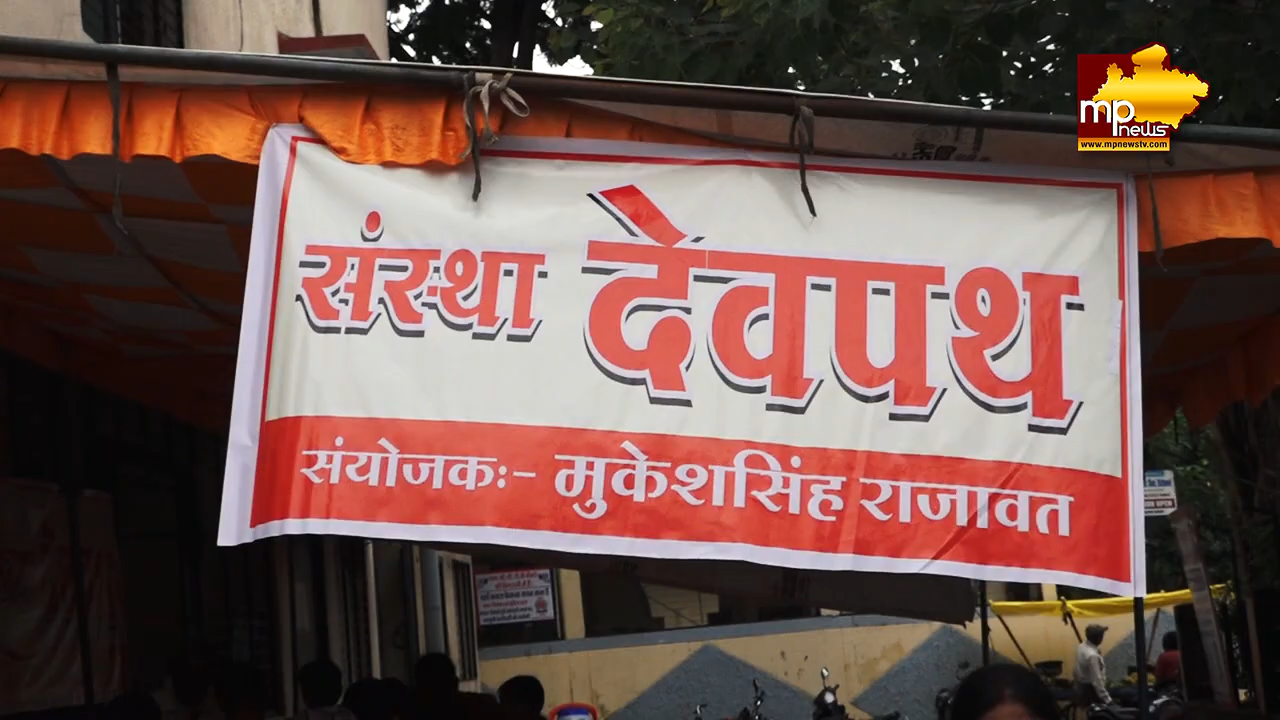 mp news
www.mpnewstv.com
संस्था देवपथ
संयोजकः- मुकेशसिंह राजावत